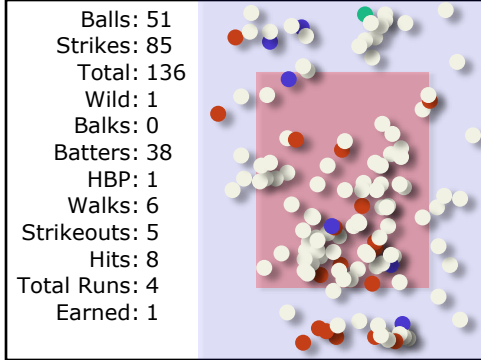 Balls: 51
Strikes: 85
Total: 136
Wild: 1
Balks: 0
Batters: 38
HBP: 1
Walks: 6
Strikeouts: 5
Hits: 8
Total Runs: 4
Earned: 1